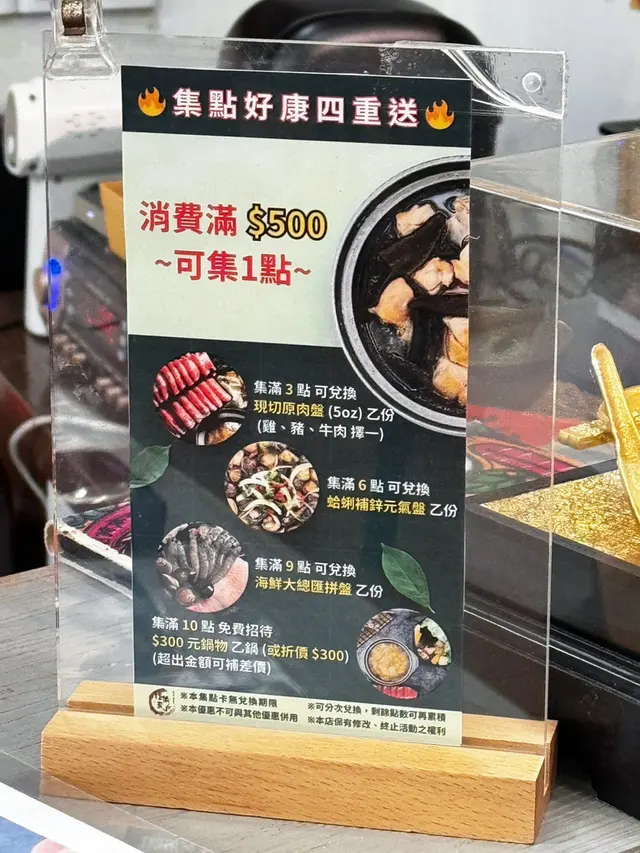 集點好康四重送
消費滿 $500
~可集1點~
集滿 3 點 可兌換
現切原肉盤 (5oz) 乙份
(雞、豬、牛肉 擇一)
集滿 6 點 可兌換
蛤蜊補鋅元氣盤 乙份
集滿 9 點 可兌換
海鮮大總匯拼盤 乙份
集滿 10 點 免費招待
$300 元鍋物 乙鍋 (或折價 $300)
(超出金額可補差價)
※本集點卡無兌換期限
※本優惠不可與其他優惠併用
※可分次兌換，剩餘點數可再累積
※本店保有修改、終止活動之權利